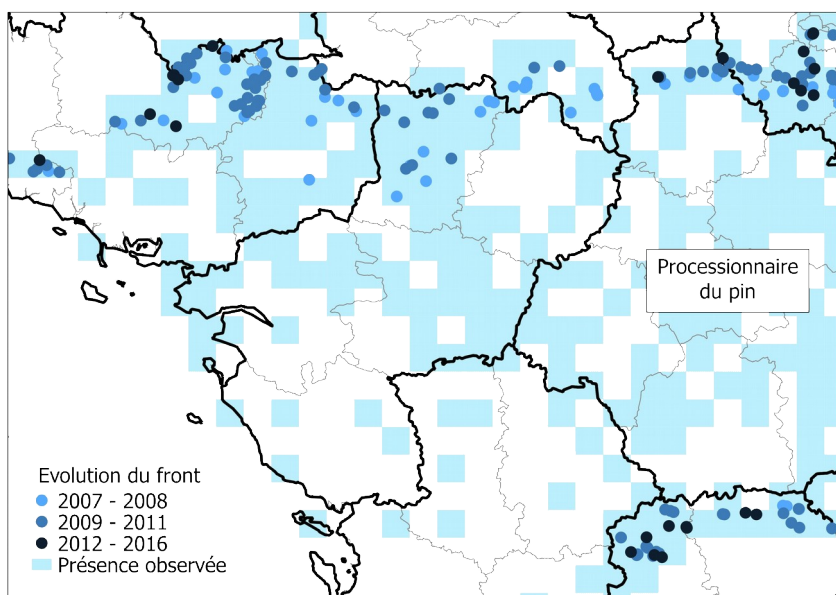 Processionnaire
du pin
Evolution du front
2007 - 2008
2009 - 2011
2012 - 2016
Présence observée